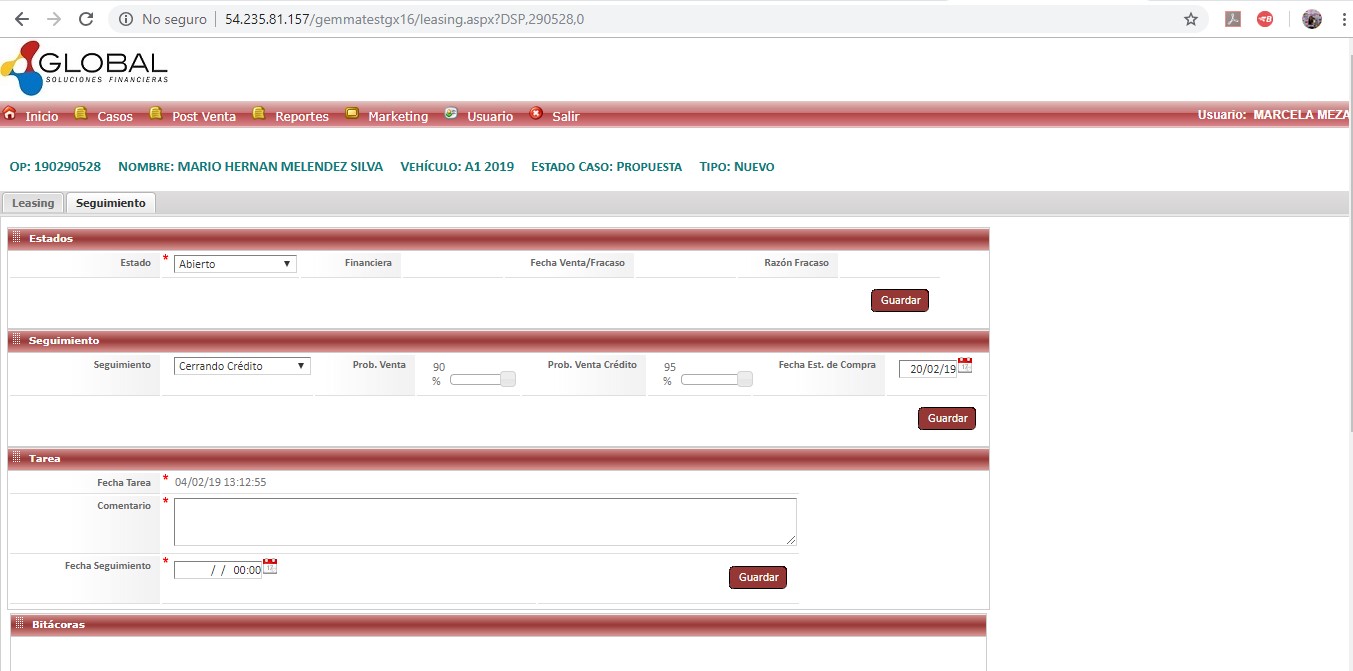 No seguro | 54.235.81.157/gemmatestgx16/leasing.aspx?DSP,290528,0
GLOBAL
SOLUCIONES FINANCIERAS
Inicio Casos Post Venta Reportes Marketing Usuario Salir Usuario: MARCELA MEZA
OP: 190290528 NOMBRE: MARIO HERNAN MELENDEZ SILVA VEHÍCULO: A1 2019 ESTADO CASO: PROPUESTA TIPO: NUEVO
Leasing Seguimiento
Estados
Estado * Abierto Financiera Fecha Venta/Fracaso Razón Fracaso
Guardar
Seguimiento
Seguimiento Cerrando Crédito Prob. Venta 90 % Prob. Venta Crédito 95 % Fecha Est. de Compra 20/02/19
Guardar
Tarea
Fecha Tarea * 04/02/19 13:12:55
Comentario *
Fecha Seguimiento * / / 00:00
Guardar
Bitácoras